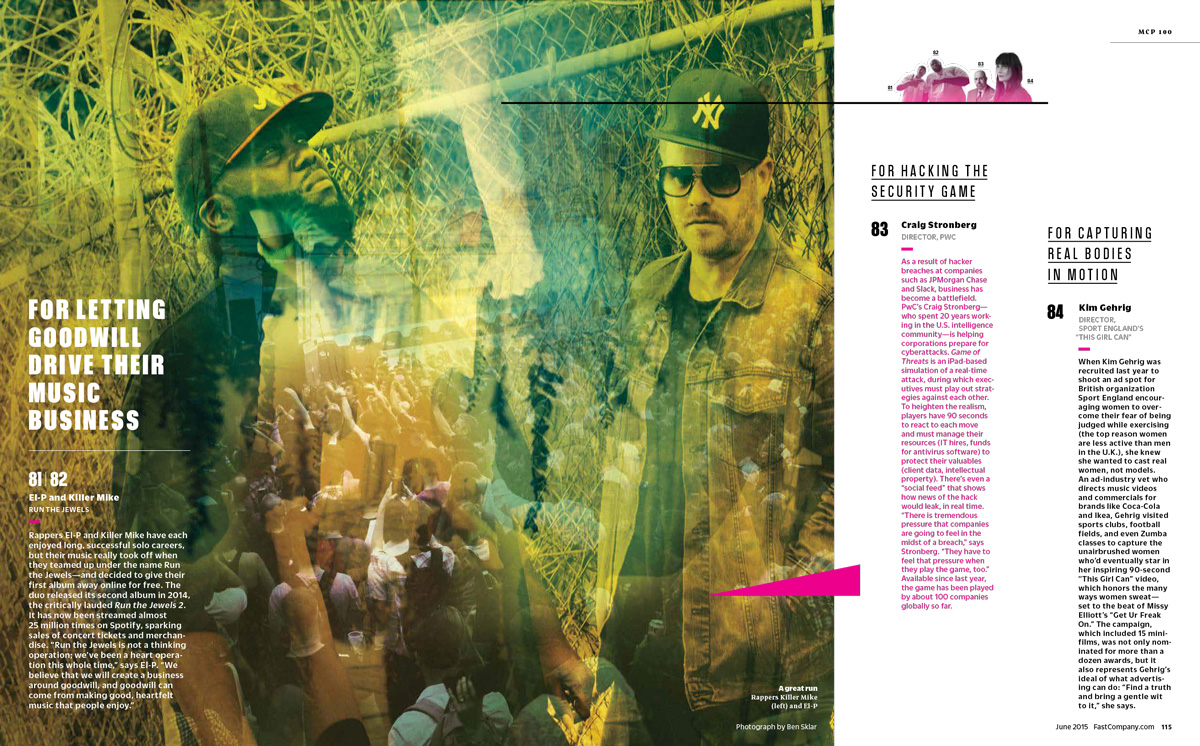 FOR LETTING
GOODWILL
DRIVE THEIR
MUSIC
BUSINESS
81 | 82
El-P and Killer Mike
RUN THE JEWELS
Rappers El-P and Killer Mike have each
enjoyed long, successful solo careers,
but their music really took off when
they teamed up under the name Run
the Jewels—and decided to give their
first album away online for free. The
duo released its second album in 2014,
the critically lauded Run the Jewels 2.
It has now been streamed almost
25 million times on Spotify, sparking
sales of concert tickets and merchan-
dise. "Run the Jewels is not a thinking
operation; we've been a heart opera-
tion this whole time," says El-P. "We
believe that we will create a business
around goodwill, and goodwill can
come from making good, heartfelt
music that people enjoy."
NY
A great run
Rappers Killer Mike
(left) and El-P
Photograph by Ben Sklar
MCP 100
81
82
83
84
FOR HACKING THE
SECURITY GAME
83
Craig Stronberg
DIRECTOR, PWC
As a result of hacker
breaches at companies
such as JPMorgan Chase
and Slack, business has
become a battlefield.
PwC's Craig Stronberg—
who spent 20 years work-
ing in the U.S. intelligence
community—is helping
corporations prepare for
cyberattacks. Game of
Threats is an iPad-based
simulation of a real-time
attack, during which exec-
utives must play out strat-
egies against each other.
To heighten the realism,
players have 90 seconds
to react to each move
and must manage their
resources (IT hires, funds
for antivirus software) to
protect their valuables
(client data, intellectual
property). There's even a
"social feed" that shows
how news of the hack
would leak, in real time.
"There is tremendous
pressure that companies
are going to feel in the
midst of a breach," says
Stronberg. "They have to
feel that pressure when
they play the game, too."
Available since last year,
the game has been played
by about 100 companies
globally so far.
FOR CAPTURING
REAL BODIES
IN MOTION
84
Kim Gehrig
DIRECTOR,
SPORT ENGLAND'S
"THIS GIRL CAN"
When Kim Gehrig was
recruited last year to
shoot an ad spot for
British organization
Sport England encour-
aging women to over-
come their fear of being
judged while exercising
(the top reason women
are less active than men
in the U.K.), she knew
she wanted to cast real
women, not models.
An ad-industry vet who
directs music videos
and commercials for
brands like Coca-Cola
and Ikea, Gehrig visited
sports clubs, football
fields, and even Zumba
classes to capture the
unairbrushed women
who'd eventually star in
her inspiring 90-second
"This Girl Can" video,
which honors the many
ways women sweat—
set to the beat of Missy
Elliott's "Get Ur Freak
On." The campaign,
which included 15 mini-
films, was not only nom-
inated for more than a
dozen awards, but it
also represents Gehrig's
ideal of what advertis-
ing can do: "Find a truth
and bring a gentle wit
to it," she says.
June 2015 FastCompany.com 115